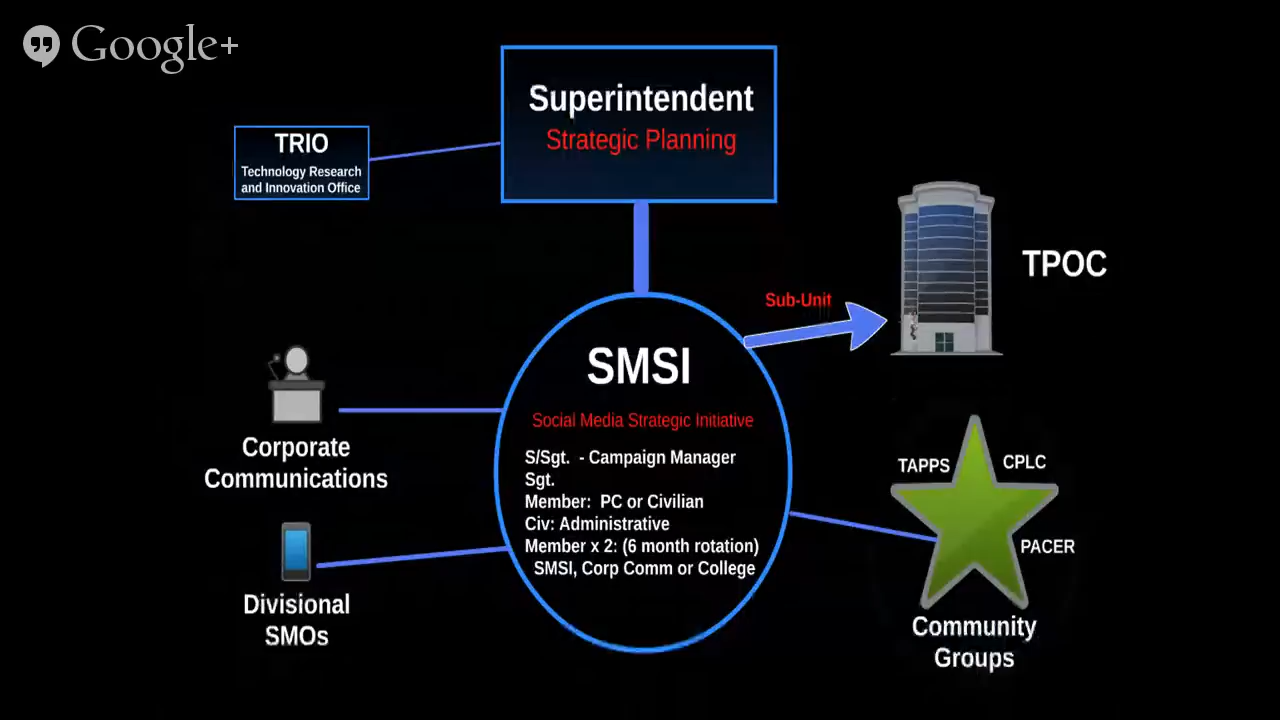 Google+
Superintendent
Strategic Planning
TRIO
Technology Research
and Innovation Office
Sub-Unit
TPOC
SMSI
Social Media Strategic Initiative
S/Sgt. - Campaign Manager
Sgt.
Member: PC or Civilian
Civ: Administrative
Member x 2: (6 month rotation)
SMSI, Corp Comm or College
Corporate
Communications
Divisional
SMOs
TAPPS
CPLC
PACER
Community
Groups